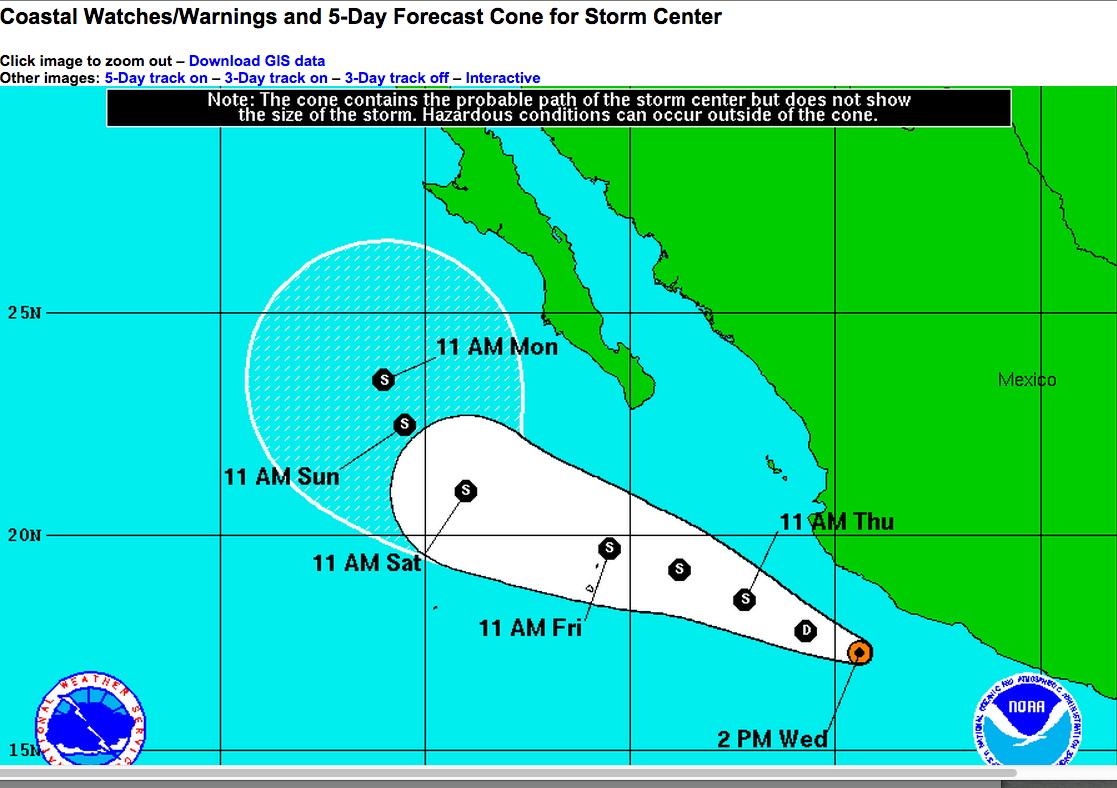 Coastal Watches/Warnings and 5-Day Forecast Cone for Storm Center
Click image to zoom out – Download GIS data
Other images: 5-Day track on – 3-Day track on – 3-Day track off – Interactive
Note: The cone contains the probable path of the storm center but does not show
the size of the storm. Hazardous conditions can occur outside of the cone.
25N
11 AM Mon
Mexico
S
S
11 AM Sun
S
11 AM Thu
20N
11 AM Sat
S
S
S
11 AM Fri
D
NATIONAL WEATHER SERVICE
NOAA
2 PM Wed
15N